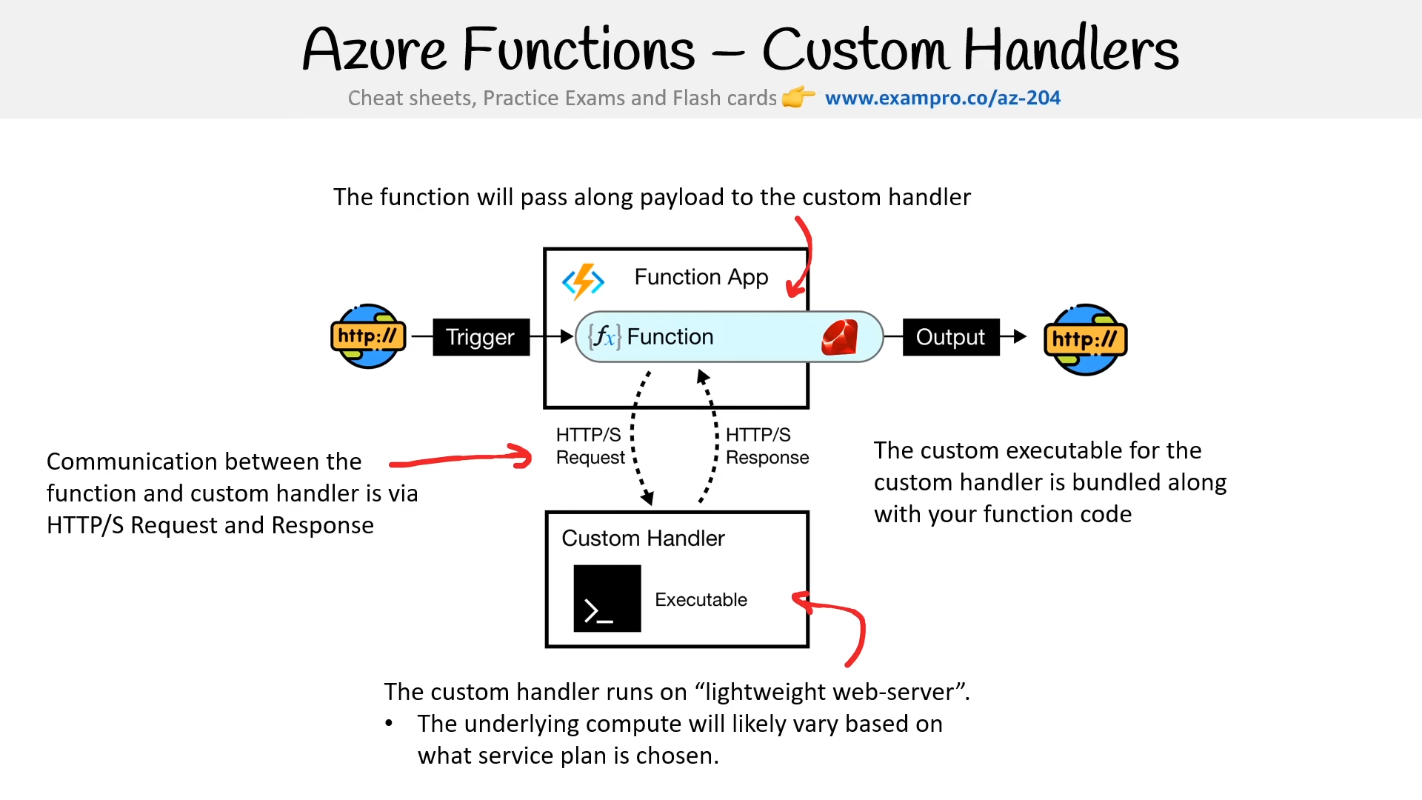 Azure Functions – Custom Handlers
Cheat sheets, Practice Exams and Flash cards 👉 www.exampro.co/az-204
The function will pass along payload to the custom handler
Function App
http://
Trigger
{fx} Function
Output
http://
HTTP/S
Request
HTTP/S
Response
Communication between the
function and custom handler is via
HTTP/S Request and Response
The custom executable for the
custom handler is bundled along
with your function code
Custom Handler
>_
Executable
The custom handler runs on “lightweight web-server”.
• The underlying compute will likely vary based on
what service plan is chosen.